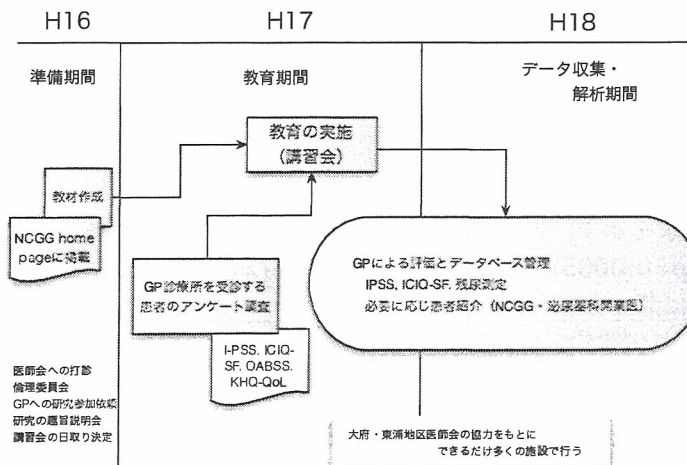 H16
H17
H18
準備期間
教育期間
データ収集・
解析期間
教育の実施
(講習会)
教材作成
NCGG home
pageに掲載
GP診療所を受診する
患者のアンケート調査
I-PSS. ICIQ-
SF. OABSS.
KHQ-QoL
GPによる評価とデータベース管理
IPSS, ICIQ-SF. 残尿測定
必要に応じ患者紹介 (NCGG・泌尿器科開業医)
医師会への打診
倫理委員会
GPへの研究参加依頼
研究の趣旨説明会
講習会の日取り決定
大府・東浦地区医師会の協力をもとに
できるだけ多くの施設で行う